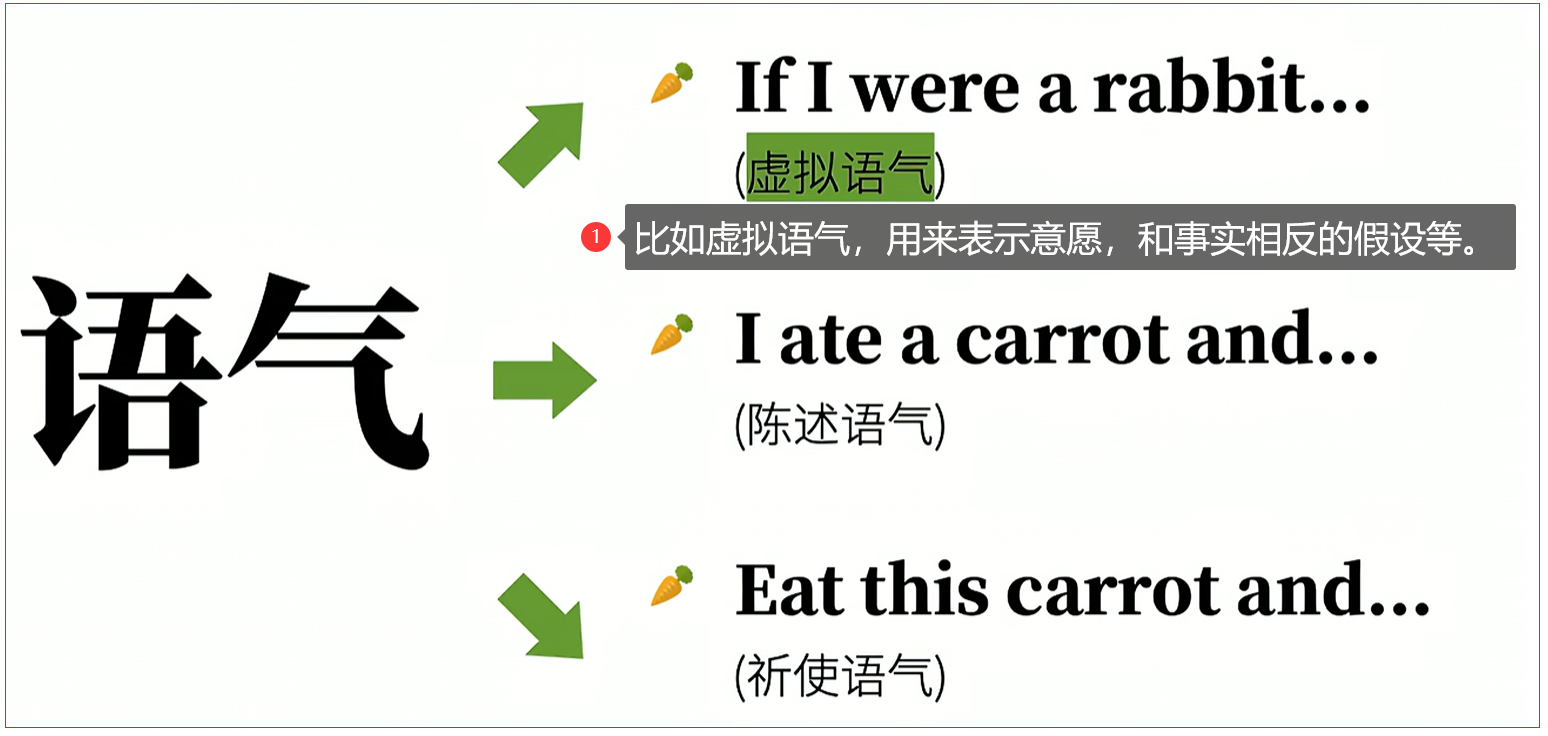 If I were a rabbit...
(虚拟语气)
1 比如虚拟语气，用来表示意愿，和事实相反的假设等。
语气
I ate a carrot and...
(陈述语气)
Eat this carrot and...
(祈使语气)